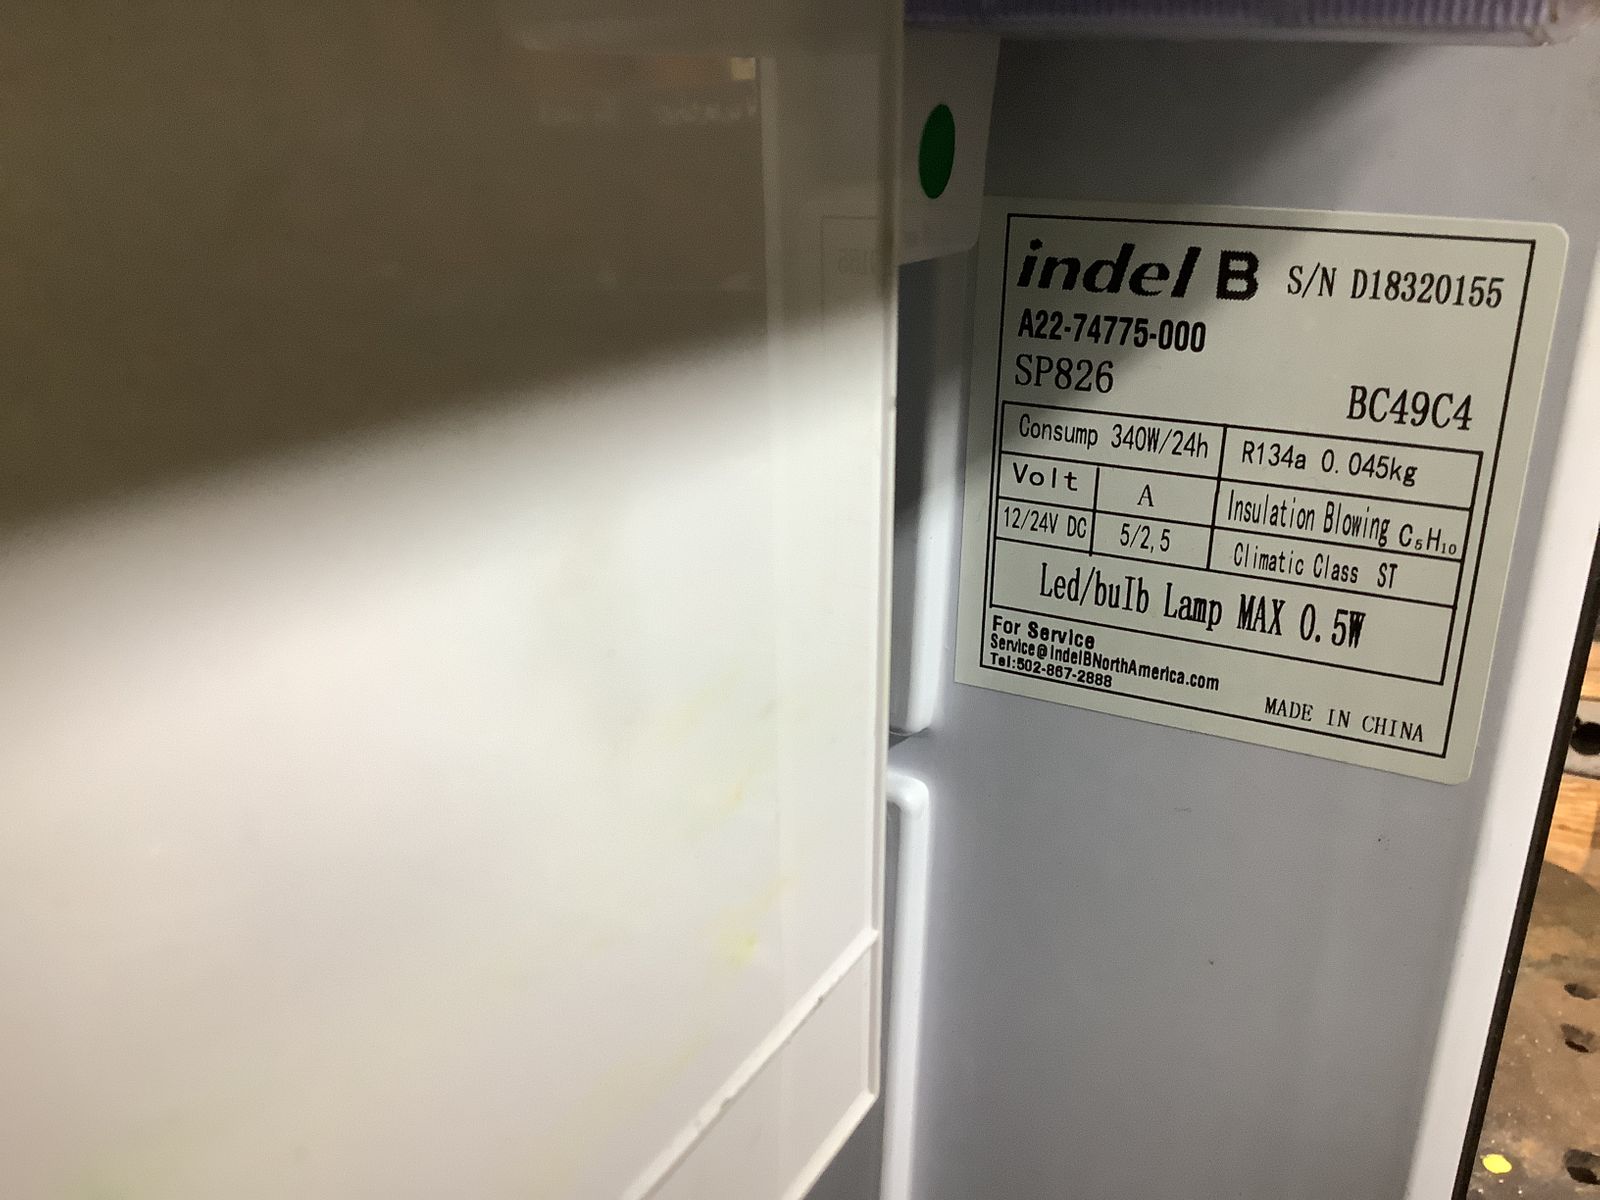 indel B S/N D18320155
A22-74775-000
SP826 BC49C4
Consump 340W/24h R134a 0.045kg
Volt A Insulation Blowing C₅H₁₀
12/24V DC 5/2,5 Climatic Class ST
Led/bulb Lamp MAX 0.5W
For Service
Service@IndelBNorthAmerica.com
Tel:502-867-2888
MADE IN CHINA